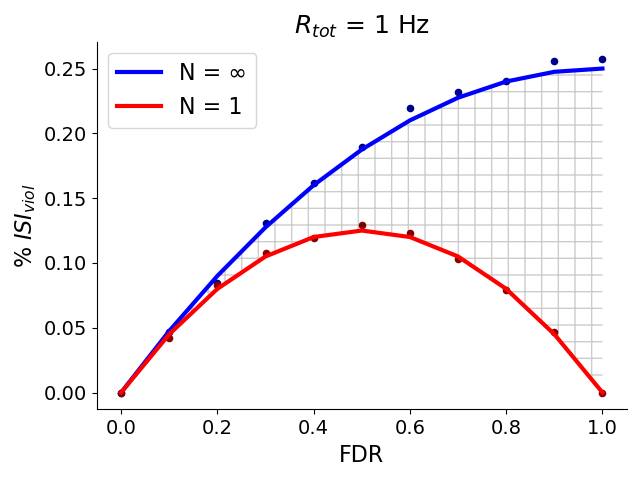 R_tot = 1 Hz
N = ∞
N = 1
% ISI_viol
0.25
0.20
0.15
0.10
0.05
0.00
0.0 0.2 0.4 0.6 0.8 1.0
FDR